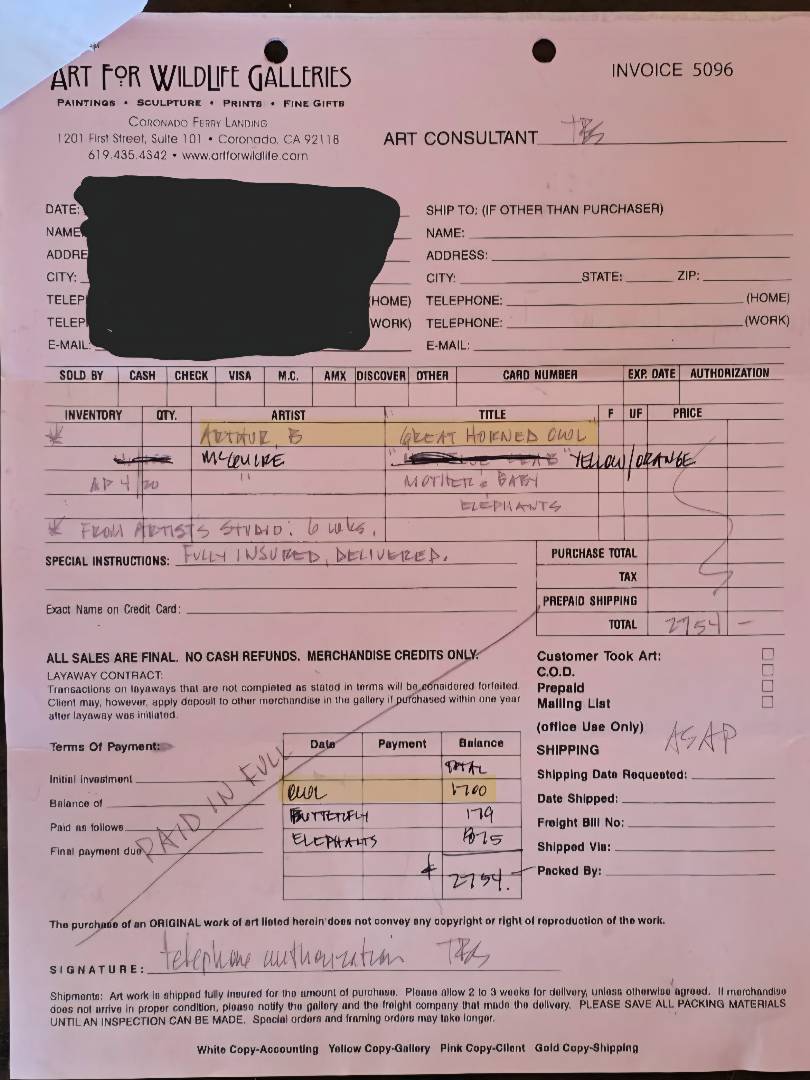 ART FOR WILDLIFE GALLERIES
PAINTINGS • SCULPTURE • PRINTS • FINE GIFTS
CORONADO FERRY LANDING
1201 First Street, Suite 101 • Coronado, CA 92118
619.435.4342 • www.artforwildlife.com
INVOICE 5096
ART CONSULTANT
DATE:
NAME
ADDRE
CITY:
TELEP (HOME)
TELEP WORK)
E-MAIL:
SHIP TO: (IF OTHER THAN PURCHASER)
NAME:
ADDRESS:
CITY: STATE: ZIP:
TELEPHONE: (HOME)
TELEPHONE: (WORK)
E-MAIL:
SOLD BY CASH CHECK VISA M.C. AMX DISCOVER OTHER CARD NUMBER EXP. DATE AUTHORIZATION
INVENTORY QTY. ARTIST TITLE F UF PRICE
* ARTHUR, B GREAT HORNED OWL
MCGUIRE " " YELLOW/ORANGE
AP 4/20 " MOTHER & BABY
ELEPHANTS
* FROM ARTISTS STUDIO: 6 wks.
SPECIAL INSTRUCTIONS: FULLY INSURED, DELIVERED.
Exact Name on Credit Card:
PURCHASE TOTAL
TAX
PREPAID SHIPPING
TOTAL 2754 —
ALL SALES ARE FINAL. NO CASH REFUNDS. MERCHANDISE CREDITS ONLY.
LAYAWAY CONTRACT:
Transactions on layaways that are not completed as stated in terms will be considered forfeited.
Client may, however, apply deposit to other merchandise in the gallery if purchased within one year
after layaway was initiated.
Terms Of Payment:
Initial investment
Balance of
Paid as follows
Final payment due
PAID IN FULL
Date Payment Balance
TOTAL
OWL 1700
BUTTERFLY 179
ELEPHANTS 875
2754.—
Customer Took Art:
C.O.D.
Prepaid
Mailing List
(office Use Only)
SHIPPING ASAP
Shipping Date Requested:
Date Shipped:
Freight Bill No:
Shipped Via:
Packed By:
The purchase of an ORIGINAL work of art listed herein does not convey any copyright or right of reproduction of the work.
SIGNATURE: telephone authorization
Shipments: Art work is shipped fully insured for the amount of purchase. Please allow 2 to 3 weeks for delivery, unless otherwise agreed. If merchandise
does not arrive in proper condition, please notify the gallery and the freight company that made the delivery. PLEASE SAVE ALL PACKING MATERIALS
UNTIL AN INSPECTION CAN BE MADE. Special orders and framing orders may take longer.
White Copy-Accounting Yellow Copy-Gallery Pink Copy-Client Gold Copy-Shipping